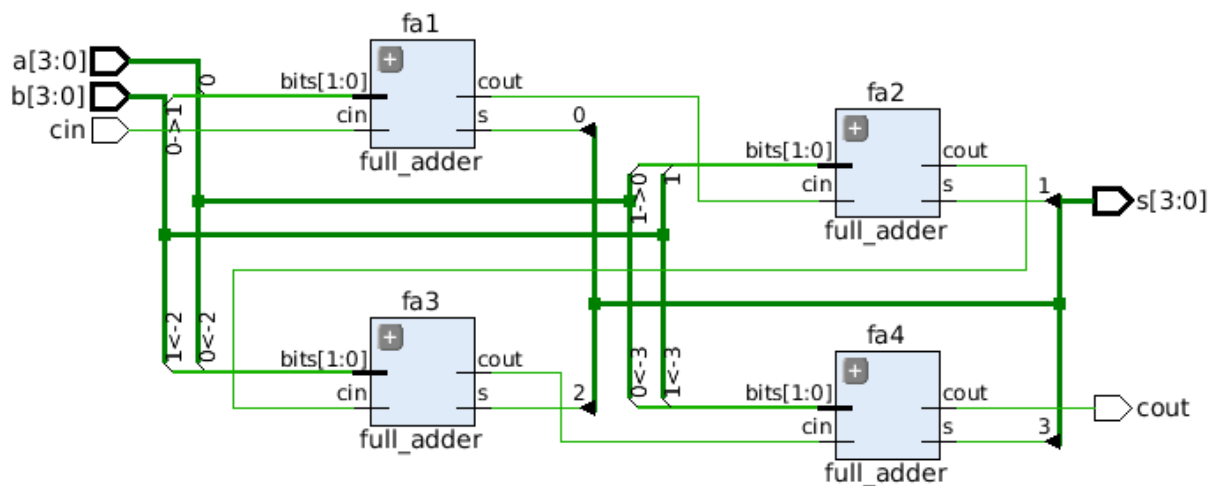 fa1
a[3:0]
b[3:0]
cin
0->1
0
bits[1:0]
cin
cout
s
full_adder
0
fa2
bits[1:0]
cin
cout
s
full_adder
1->0
1
1
s[3:0]
fa3
1<-2
0<-2
bits[1:0]
cin
cout
s
full_adder
2
fa4
0<-3
1<-3
bits[1:0]
cin
cout
s
full_adder
3
cout